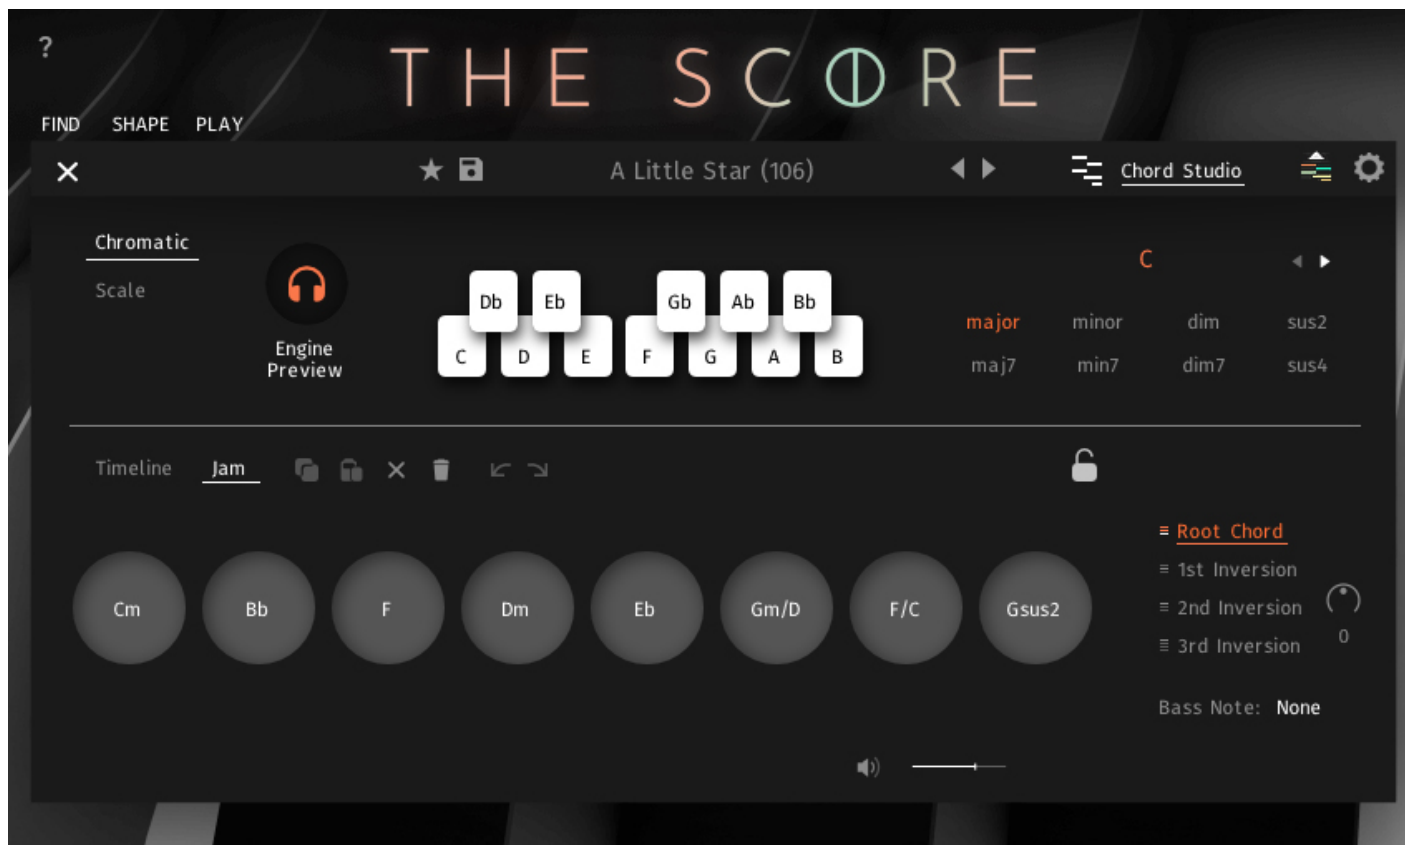 ?
THE SCORE
FIND SHAPE PLAY
A Little Star (106)
Chord Studio
Chromatic
Scale
Engine
Preview
Db Eb Gb Ab Bb
C D E F G A B
C
major minor dim sus2
maj7 min7 dim7 sus4
Timeline Jam
Cm Bb F Dm Eb Gm/D F/C Gsus2
Root Chord
1st Inversion
2nd Inversion
3rd Inversion
0
Bass Note: None